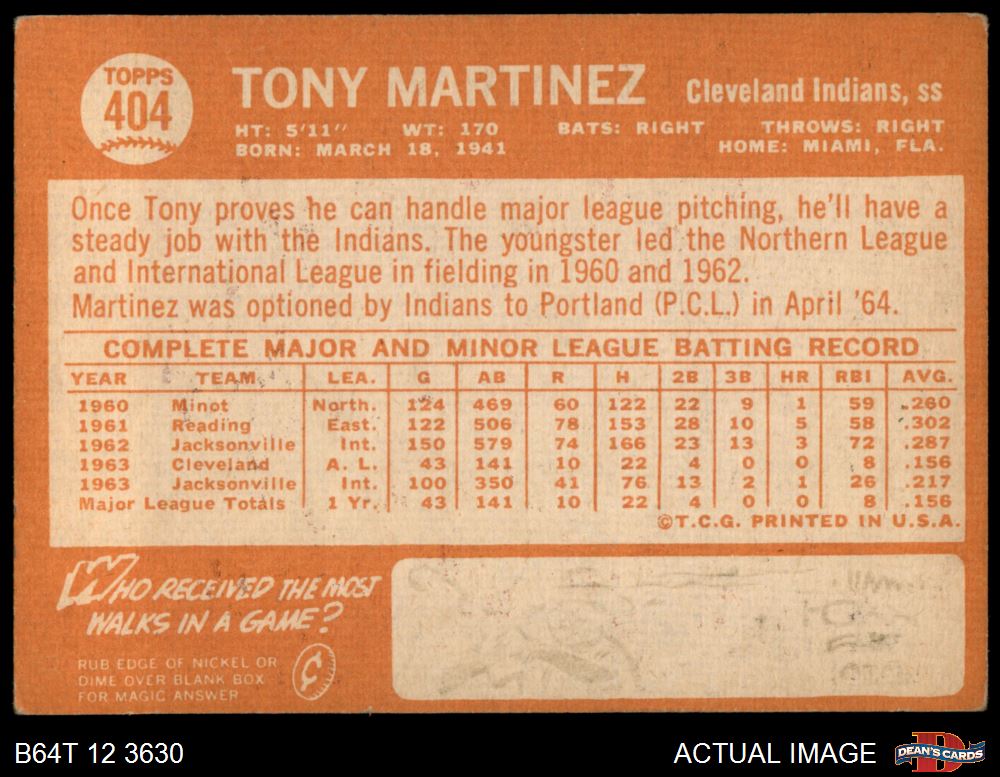 TOPPS
404
TONY MARTINEZ
Cleveland Indians, ss
HT: 5'11" WT: 170 BATS: RIGHT THROWS: RIGHT
BORN: MARCH 18, 1941 HOME: MIAMI, FLA.
Once Tony proves he can handle major league pitching, he'll have a
steady job with the Indians. The youngster led the Northern League
and International League in fielding in 1960 and 1962.
Martinez was optioned by Indians to Portland (P.C.L.) in April '64.
COMPLETE MAJOR AND MINOR LEAGUE BATTING RECORD
YEAR TEAM LEA. G AB R H 2B 3B HR RBI AVG.
1960 Minot North. 124 469 60 122 22 9 1 59 .260
1961 Reading East. 122 506 78 153 28 10 5 58 .302
1962 Jacksonville Int. 150 579 74 166 23 13 3 72 .287
1963 Cleveland A. L. 43 141 10 22 4 0 0 8 .156
1963 Jacksonville Int. 100 350 41 76 13 2 1 26 .217
Major League Totals 1 Yr. 43 141 10 22 4 0 0 8 .156
©T.C.G. PRINTED IN U.S.A.
WHO RECEIVED THE MOST
WALKS IN A GAME?
RUB EDGE OF NICKEL OR
DIME OVER BLANK BOX
FOR MAGIC ANSWER
B64T 12 3630
ACTUAL IMAGE
DEAN'S CARDS